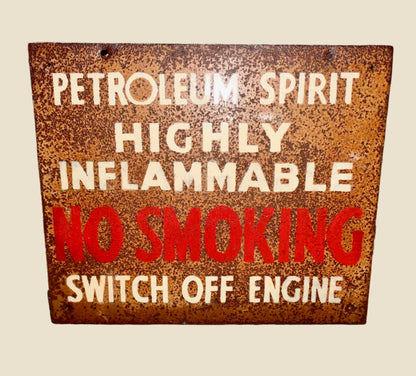 PETROLEUM SPIRIT
HIGHLY
INFLAMMABLE
NO SMOKING
SWITCH OFF ENGINE